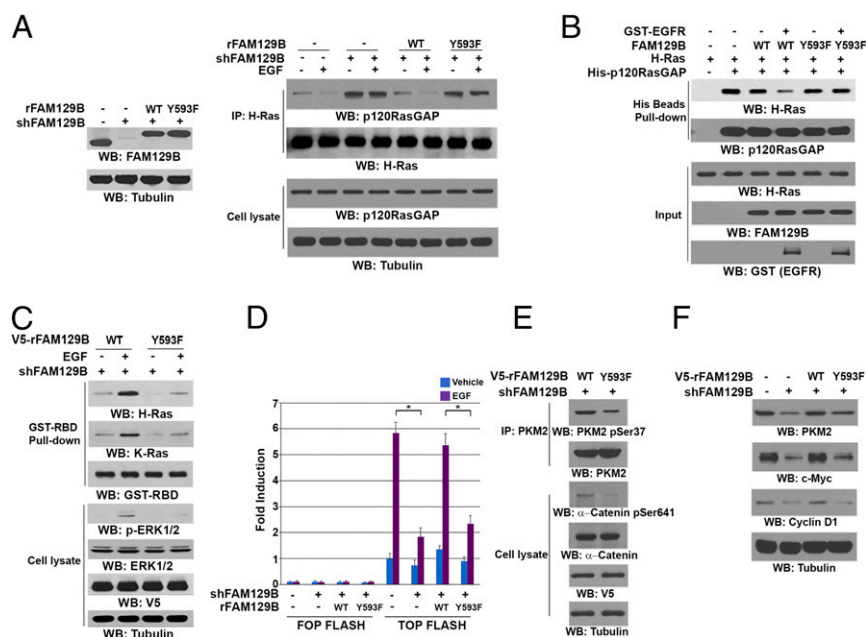 A
rFAM129B - WT Y593F
shFAM129B - + + +
WB: FAM129B
WB: Tubulin
rFAM129B - - WT Y593F
shFAM129B - - + + + + + +
EGF - + - + - + - +
IP: H-Ras
WB: p120RasGAP
WB: H-Ras
Cell lysate
WB: p120RasGAP
WB: Tubulin
B
GST-EGFR - - - + - +
FAM129B - - WT WT Y593F Y593F
H-Ras + + + + + +
His-p120RasGAP - + + + + +
His Beads
Pull-down
WB: H-Ras
WB: p120RasGAP
Input
WB: H-Ras
WB: FAM129B
WB: GST (EGFR)
C
V5-rFAM129B WT Y593F
EGF - + - +
shFAM129B + + + +
GST-RBD
Pull-down
WB: H-Ras
WB: K-Ras
WB: GST-RBD
Cell lysate
WB: p-ERK1/2
WB: ERK1/2
WB: V5
WB: Tubulin
D
Vehicle
EGF
Fold Induction
7
6
5
4
3
2
1
0
* *
shFAM129B - + + + - + + +
rFAM129B - - WT Y593F - - WT Y593F
FOP FLASH TOP FLASH
E
V5-rFAM129B WT Y593F
shFAM129B + +
IP: PKM2
WB: PKM2 pSer37
WB: PKM2
Cell lysate
WB: α-Catenin pSer641
WB: α-Catenin
WB: V5
WB: Tubulin
F
V5-rFAM129B - - WT Y593F
shFAM129B - + + +
WB: PKM2
WB: c-Myc
WB: Cyclin D1
WB: Tubulin